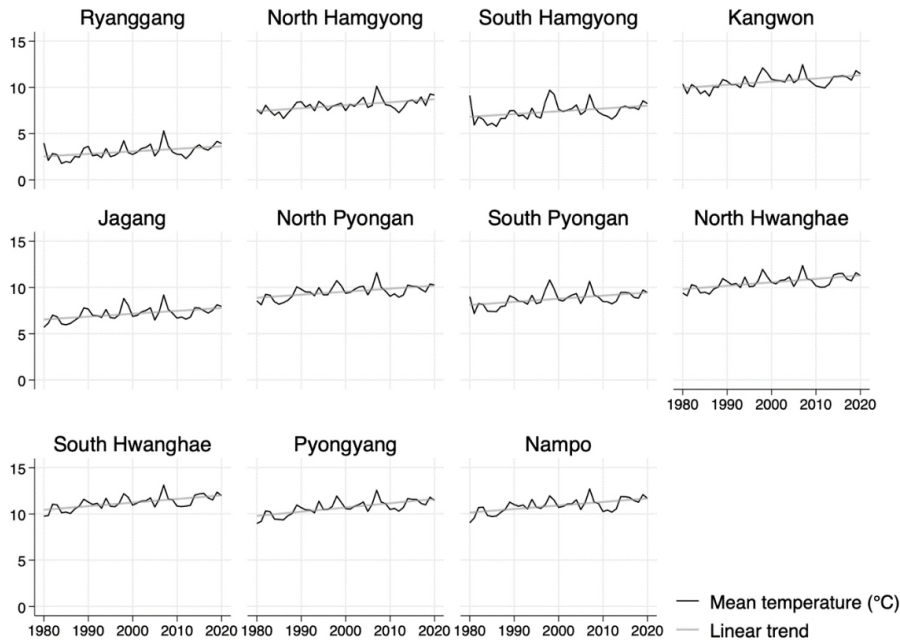 Ryanggang North Hamgyong South Hamgyong Kangwon
15
10
5
0
Jagang North Pyongan South Pyongan North Hwanghae
15
10
5
0
1980 1990 2000 2010 2020
South Hwanghae Pyongyang Nampo
15
10
5
0
1980 1990 2000 2010 2020 1980 1990 2000 2010 2020 1980 1990 2000 2010 2020
Mean temperature (°C)
Linear trend